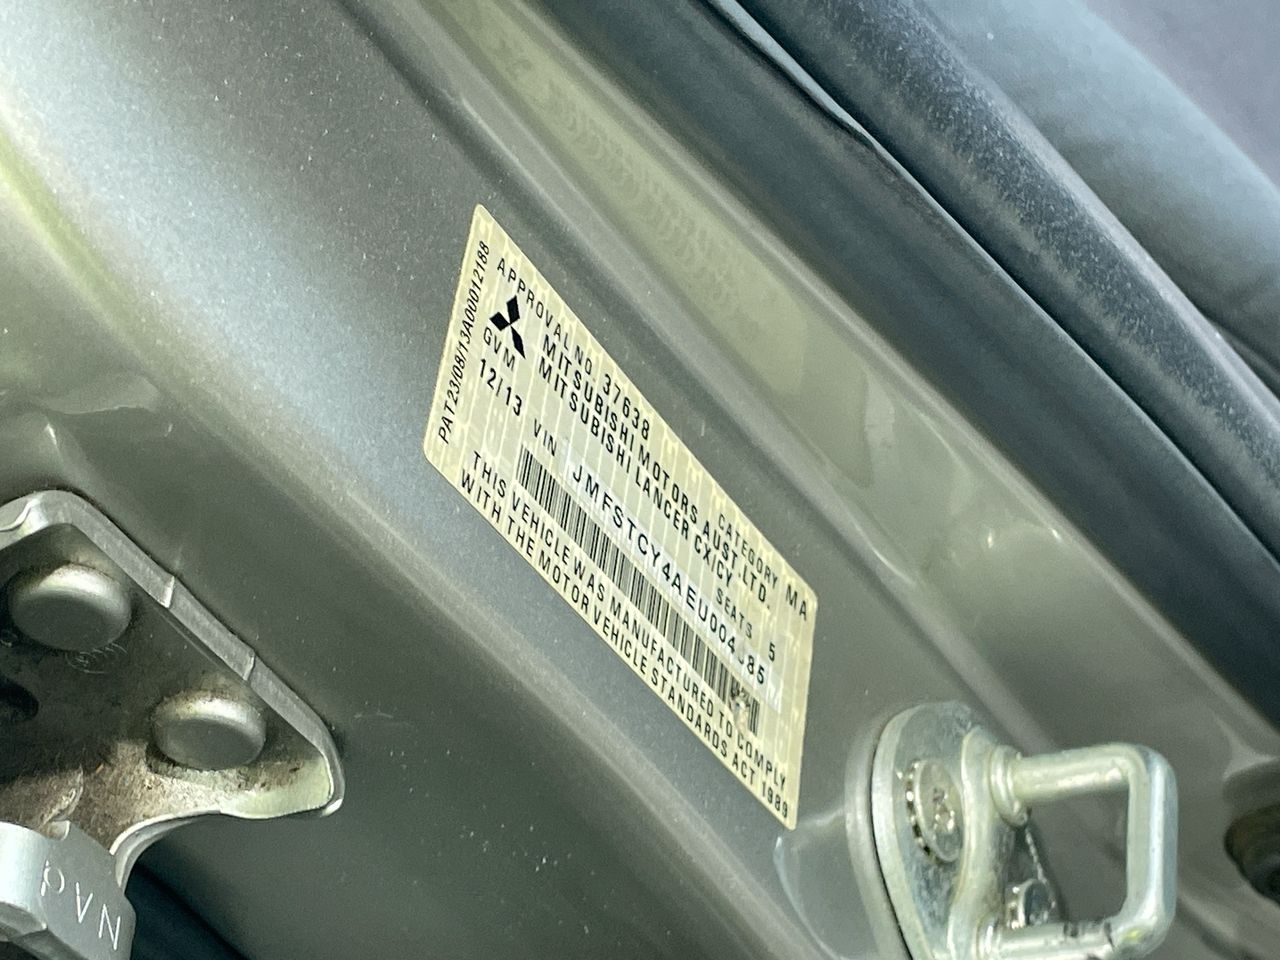 PAT23/08/13A00012188
APPROVAL NO. 37638 CATEGORY MA
MITSUBISHI MOTORS AUST. LTD.
MITSUBISHI LANCER CX/CY
GVM SEATS 5
12/13
VIN
THIS VEHICLE WAS MANUFACTURED TO COMPLY
WITH THE MOTOR VEHICLE STANDARDS ACT 1989
PVN